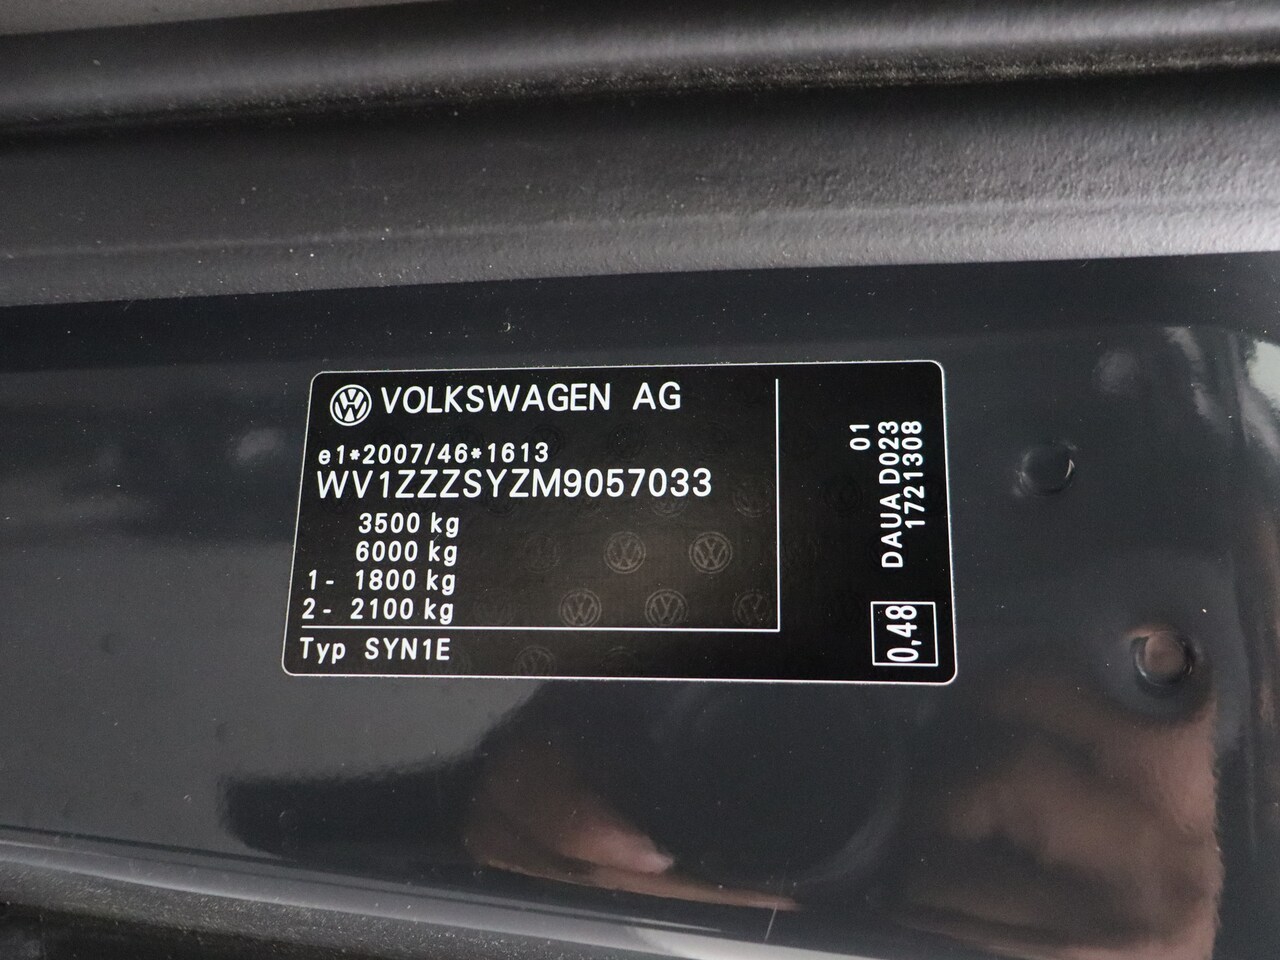 VOLKSWAGEN AG
e1*2007/46*1613
WV1ZZZSYZM9057033
3500 kg
6000 kg
1- 1800 kg
2- 2100 kg
Typ SYN1E
01
DAUA D023
1721308
0,48